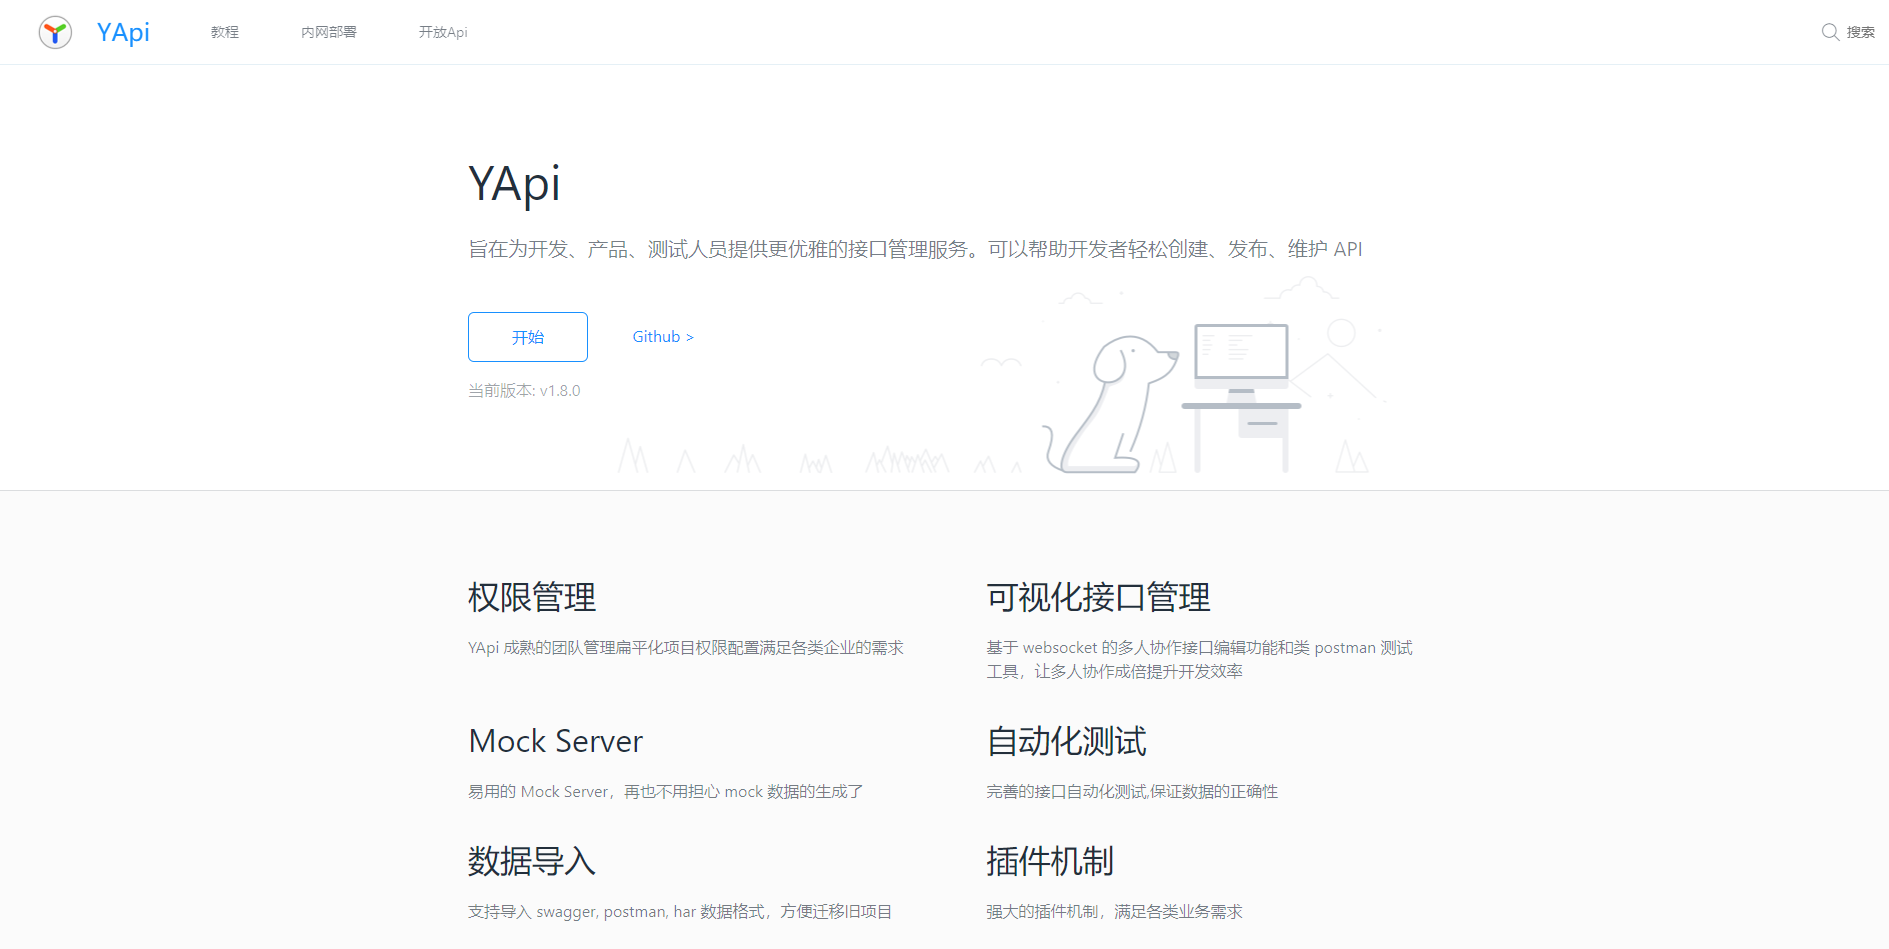 YApi
教程
内网部署
开放Api
搜索
YApi
旨在为开发、产品、测试人员提供更优雅的接口管理服务。可以帮助开发者轻松创建、发布、维护 API
开始
Github >
当前版本: v1.8.0
权限管理
YApi 成熟的团队管理扁平化项目权限配置满足各类企业的需求
可视化接口管理
基于 websocket 的多人协作接口编辑功能和类 postman 测试
工具，让多人协作成倍提升开发效率
Mock Server
易用的 Mock Server，再也不用担心 mock 数据的生成了
自动化测试
完善的接口自动化测试,保证数据的正确性
数据导入
支持导入 swagger, postman, har 数据格式，方便迁移旧项目
插件机制
强大的插件机制，满足各类业务需求